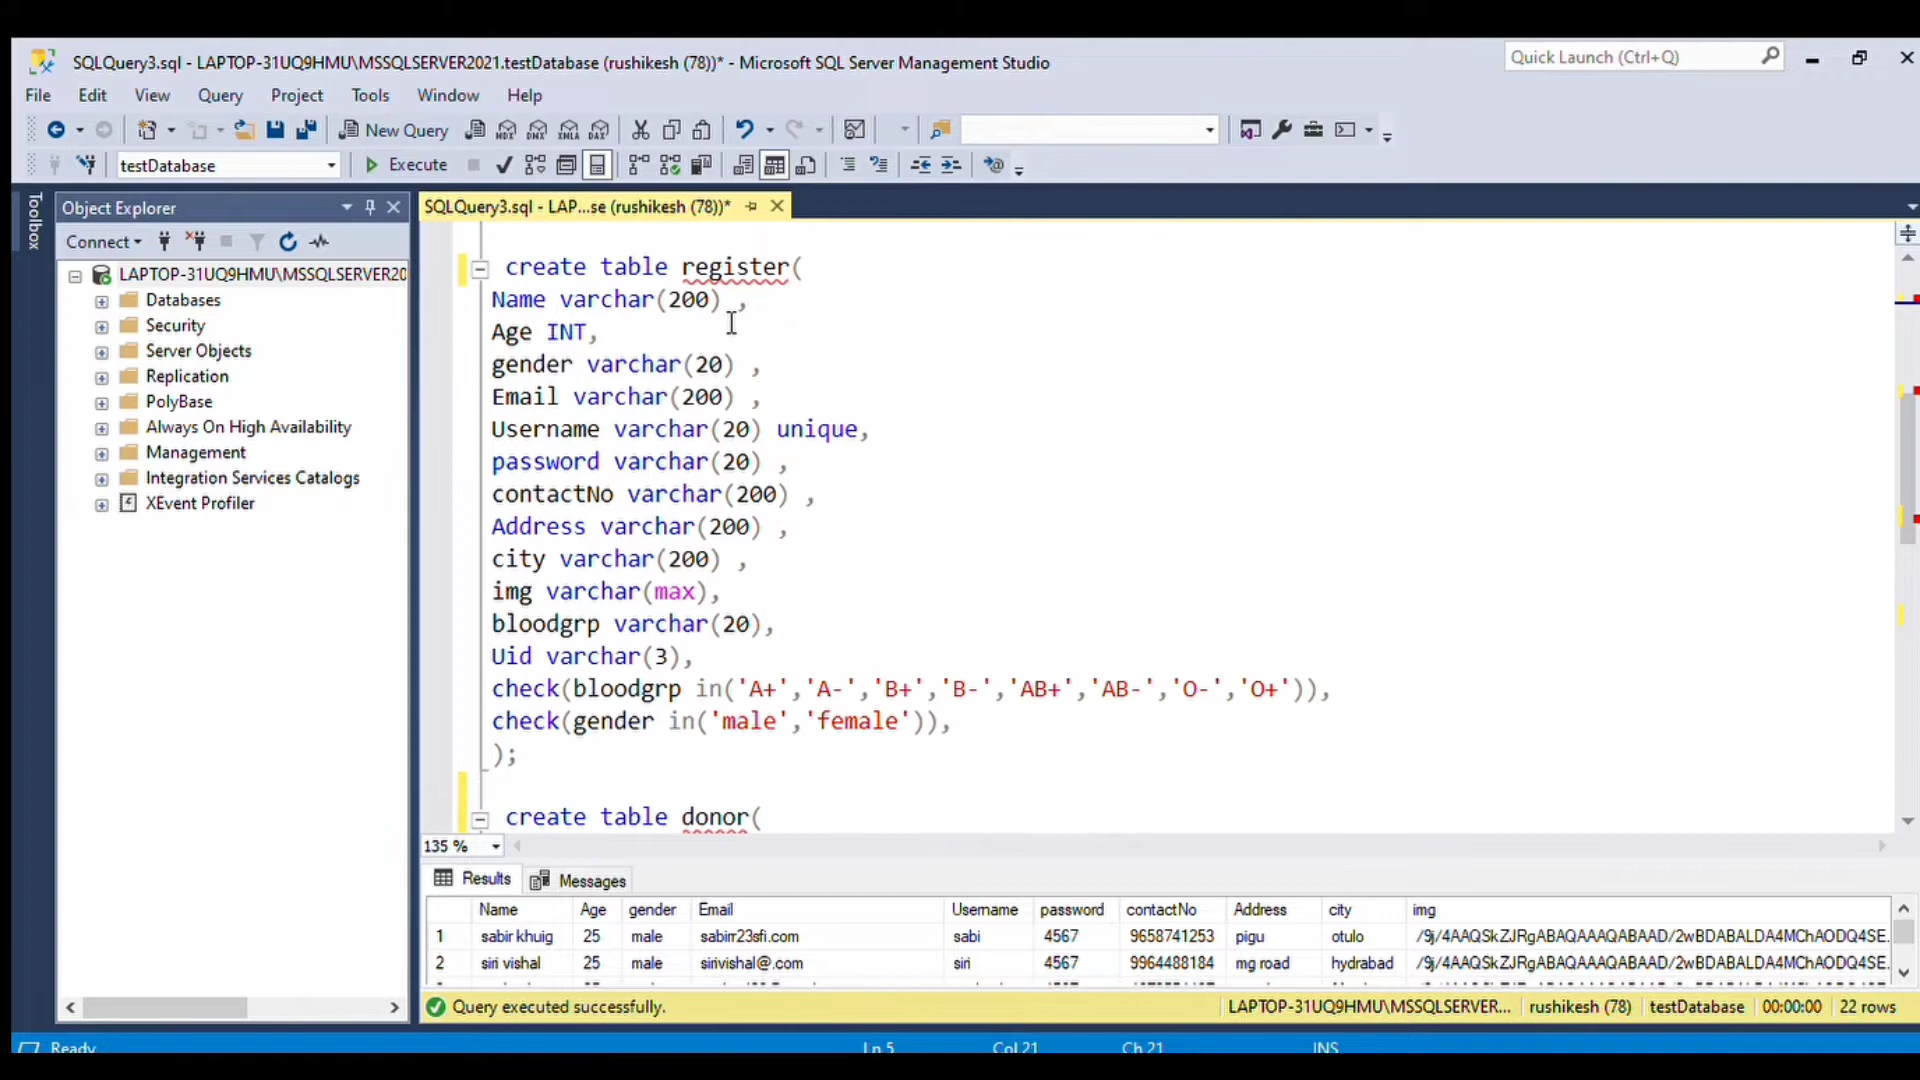 SQLQuery3.sql - LAPTOP-31UQ9HMU\MSSQLSERVER2021.testDatabase (rushikesh (78))* - Microsoft SQL Server Management Studio
Quick Launch (Ctrl+Q)
File Edit View Query Project Tools Window Help
New Query
testDatabase
Execute
Toolbox
Object Explorer
Connect
LAPTOP-31UQ9HMU\MSSQLSERVER20
Databases
Security
Server Objects
Replication
PolyBase
Always On High Availability
Management
Integration Services Catalogs
XEvent Profiler
SQLQuery3.sql - LAP...se (rushikesh (78))*
create table register(
Name varchar(200) ,
Age INT,
gender varchar(20) ,
Email varchar(200) ,
Username varchar(20) unique,
password varchar(20) ,
contactNo varchar(200) ,
Address varchar(200) ,
city varchar(200) ,
img varchar(max),
bloodgrp varchar(20),
Uid varchar(3),
check(bloodgrp in('A+','A-','B+','B-','AB+','AB-','O-','O+')),
check(gender in('male','female')),
);
create table donor(
135 %
Results Messages
Name Age gender Email Username password contactNo Address city img
1 sabir khuig 25 male sabirr23sfi.com sabi 4567 9658741253 pigu otulo /9j/4AAQSkZJRgABAQAAAQABAAD/2wBDABALDA4MChAODQ4SE...
2 siri vishal 25 male sirivishal@.com siri 4567 9964488184 mg road hydrabad /9j/4AAQSkZJRgABAQAAAQABAAD/2wBDABALDA4MChAODQ4SE...
Query executed successfully.
LAPTOP-31UQ9HMU\MSSQLSERVER... rushikesh (78) testDatabase 00:00:00 22 rows
Ready Ln 5 Col 21 Ch 21 INS